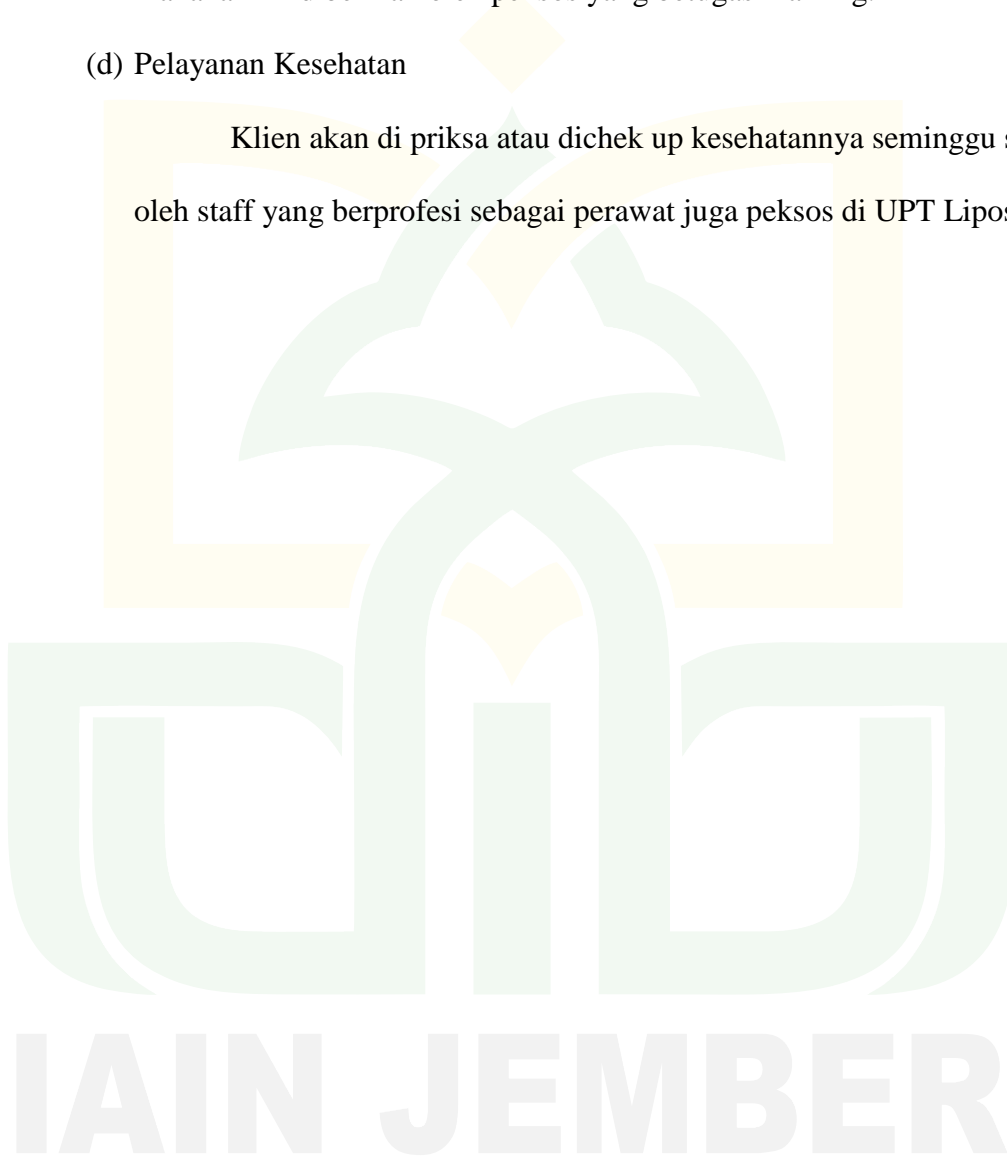 yang
(d) Pelayanan Kesehatan
Klien akan di priksa atau dichek up kesehatannya seminggu
oleh staff yang berprofesi sebagai perawat juga peksos di UPT
IAIN JEMBER